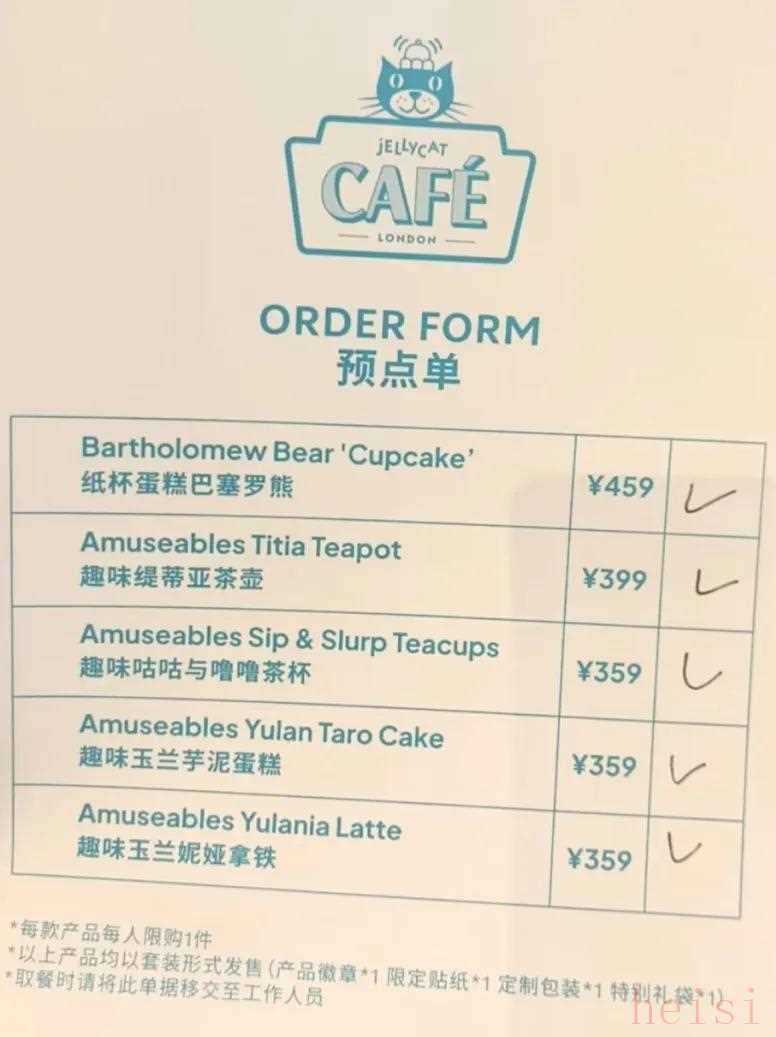 jELLYCAT
CAFÉ
LONDON
ORDER FORM
预点单
Bartholomew Bear 'Cupcake’
纸杯蛋糕巴塞罗熊
¥459
Amuseables Titia Teapot
趣味缇蒂亚茶壶
¥399
Amuseables Sip & Slurp Teacups
趣味咕咕与噜噜茶杯
¥359
Amuseables Yulan Taro Cake
趣味玉兰芋泥蛋糕
¥359
Amuseables Yulania Latte
趣味玉兰妮娅拿铁
¥359
*每款产品每人限购1件
*以上产品均以套装形式发售(产品徽章*1 限定贴纸*1 定制包装*1 特别礼袋*1)
*取餐时请将此单据移交至工作人员
heisi